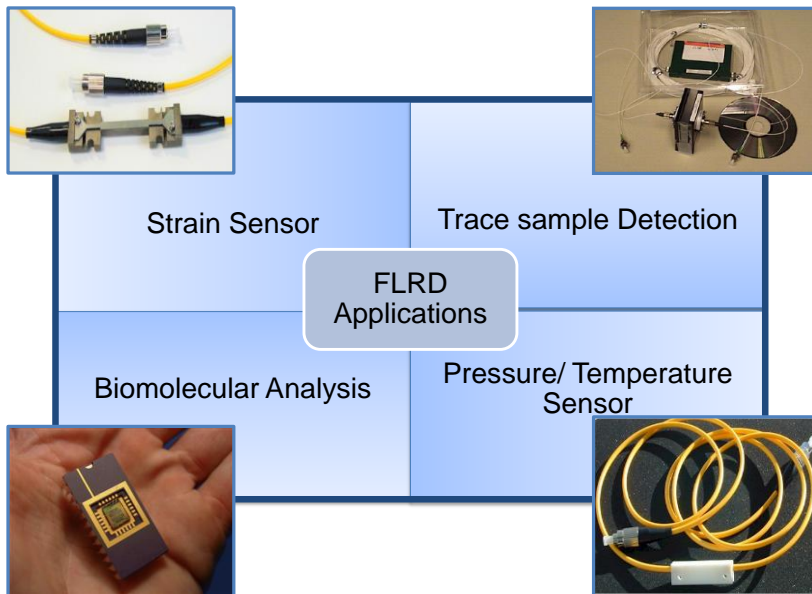 Strain Sensor
Trace sample Detection
FLRD
Applications
Biomolecular Analysis
Pressure/ Temperature
Sensor